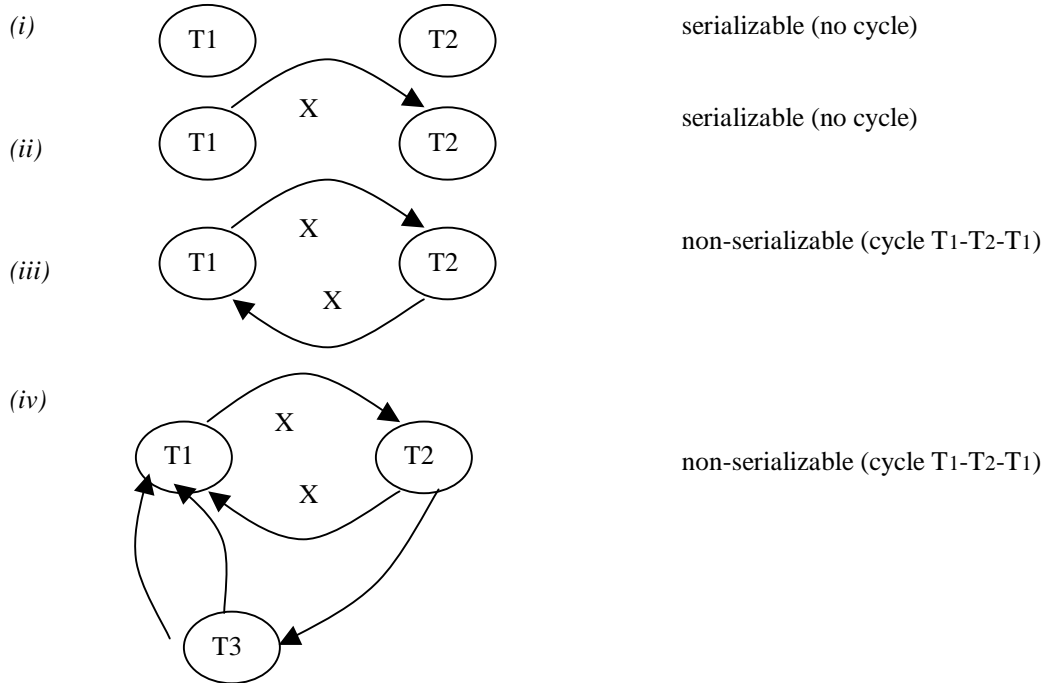 (i)
T1
T2
serializable (no cycle)
X
serializable (no cycle)
(ii)
T1
T2
X
non-serializable (cycle T1-T2-T1)
(iii)
T1
T2
X
(iv)
X
T1
T2
non-serializable (cycle T1-T2-T1)
X
T3